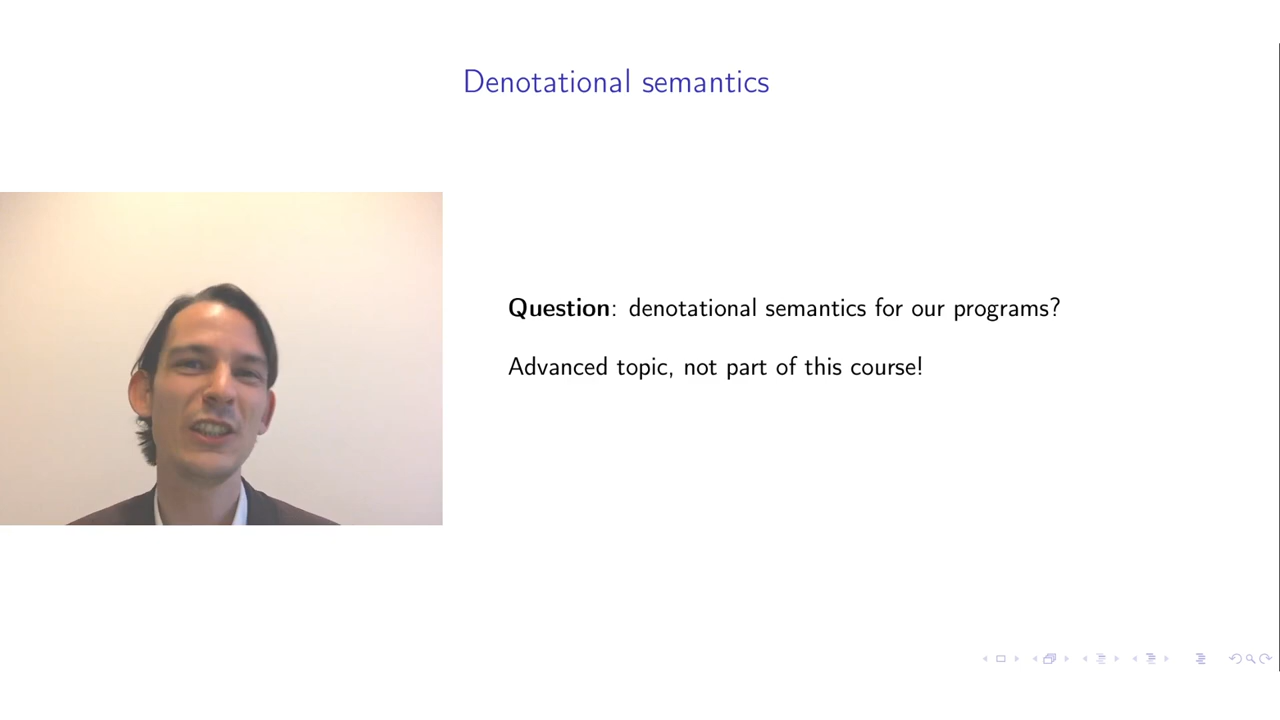 Denotational semantics
Question: denotational semantics for our programs?
Advanced topic, not part of this course!